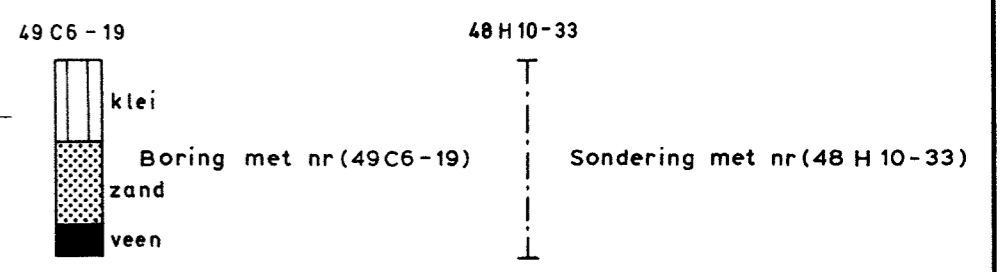 49 C6 - 19
48 H 10 - 33
klei
Boring met nr (49C6 - 19)
Sondering met nr (48 H 10 - 33)
zand
veen